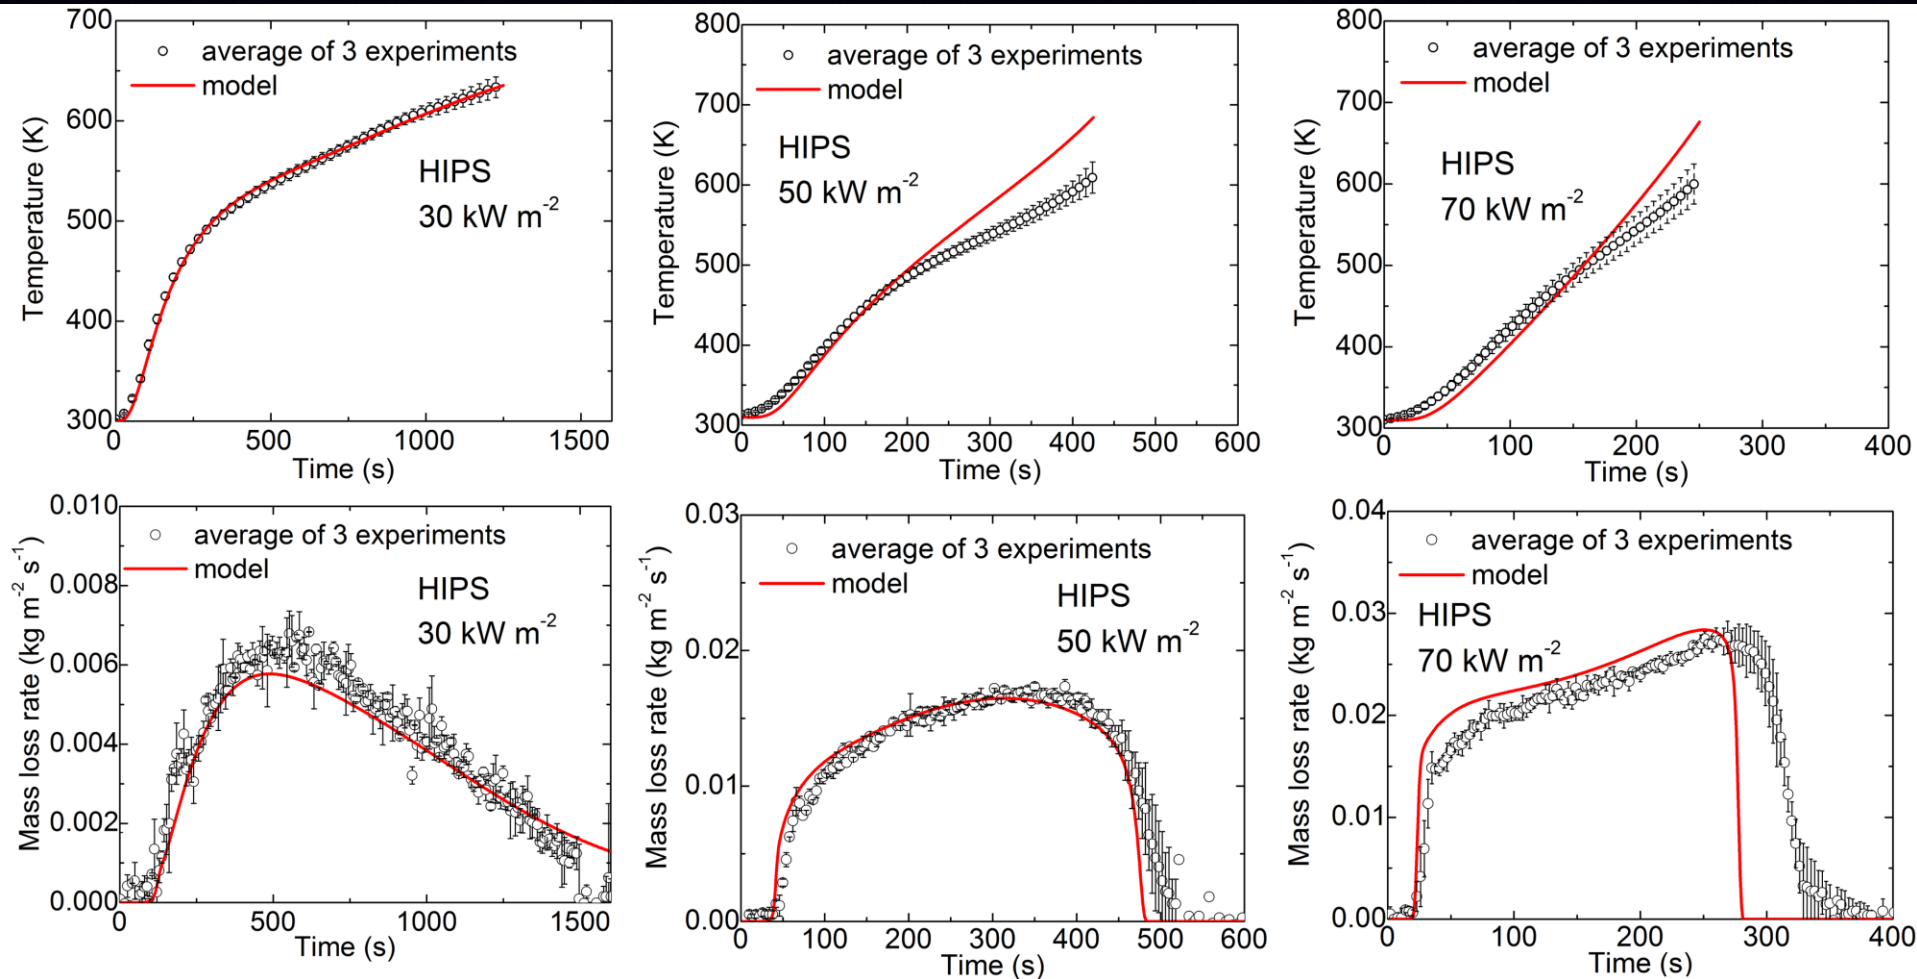 700
600
500
400
300
0
500
1000
1500
Temperature (K)
Time (s)
average of 3 experiments
model
HIPS
30 kW m⁻²
800
700
600
500
400
300
0
100
200
300
400
500
600
Temperature (K)
Time (s)
average of 3 experiments
model
HIPS
50 kW m⁻²
800
700
600
500
400
300
0
100
200
300
400
Temperature (K)
Time (s)
average of 3 experiments
model
HIPS
70 kW m⁻²
0.010
0.008
0.006
0.004
0.002
0.000
0
500
1000
1500
Mass loss rate (kg m⁻² s⁻¹)
Time (s)
average of 3 experiments
model
HIPS
30 kW m⁻²
0.03
0.02
0.01
0.00
0
100
200
300
400
500
600
Mass loss rate (kg m⁻² s⁻¹)
Time (s)
average of 3 experiments
model
HIPS
50 kW m⁻²
0.04
0.03
0.02
0.01
0.00
0
100
200
300
400
Mass loss rate (kg m⁻² s⁻¹)
Time (s)
average of 3 experiments
model
HIPS
70 kW m⁻²